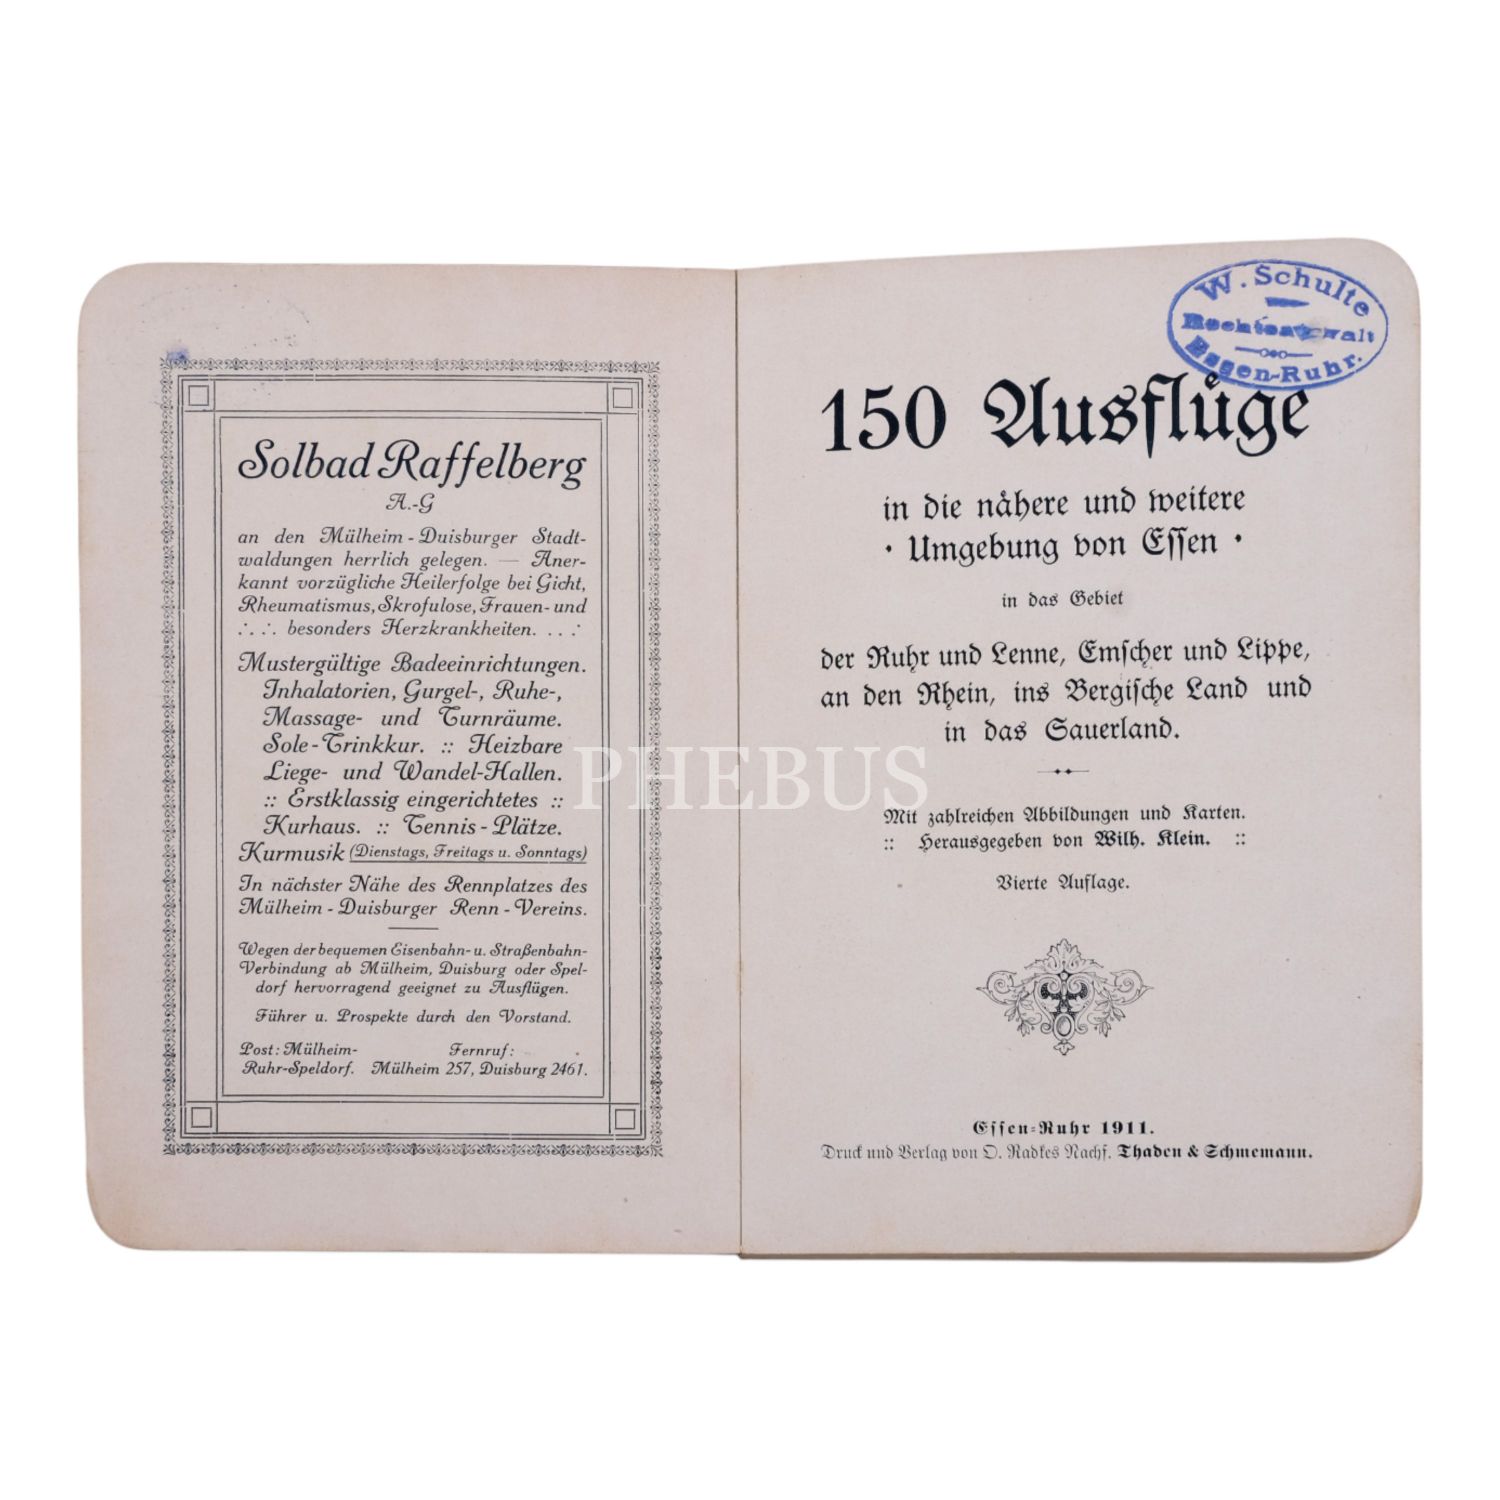 Solbad Raffelberg
A.-G
an den Mülheim-Duisburger Stadt-
waldungen herrlich gelegen. — Aner-
kannt vorzügliche Heilerfolge bei Gicht,
Rheumatismus, Skrofulose, Frauen- und
∴ ∴ besonders Herzkrankheiten. ∴ ∴
Mustergültige Badeeinrichtungen.
Inhalatorien, Gurgel-, Ruhe-,
Massage- und Turnräume.
Sole-Trinkkur. :: Heizbare
Liege- und Wandel-Hallen.
:: Erstklassig eingerichtetes ::
Kurhaus. :: Tennis-Plätze.
Kurmusik (Dienstags, Freitags u. Sonntags)
In nächster Nähe des Rennplatzes des
Mülheim-Duisburger Renn-Vereins.
Wegen der bequemen Eisenbahn- u. Straßenbahn-
Verbindung ab Mülheim, Duisburg oder Spel-
dorf hervorragend geeignet zu Ausflügen.
Führer u. Prospekte durch den Vorstand.
Post: Mülheim-
Ruhr-Speldorf.
Fernruf:
Mülheim 257, Duisburg 2461.
W. Schulte
Rechtsanwalt
Essen-Ruhr.
150 Ausflüge
in die nähere und weitere
· Umgebung von Essen ·
in das Gebiet
der Ruhr und Lenne, Emscher und Lippe,
an den Rhein, ins Bergische Land und
in das Sauerland.
Mit zahlreichen Abbildungen und Karten.
:: Herausgegeben von Wilh. Klein. ::
Vierte Auflage.
Essen-Ruhr 1911.
Druck und Verlag von O. Radkes Nachf. Thaden & Schmemann.
PHEBUS